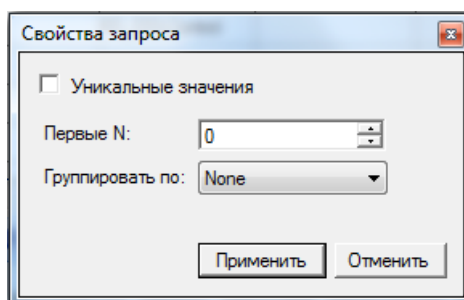 Свойства запроса
Уникальные значения
Первые N: 0
Группировать по: None
Применить Отменить